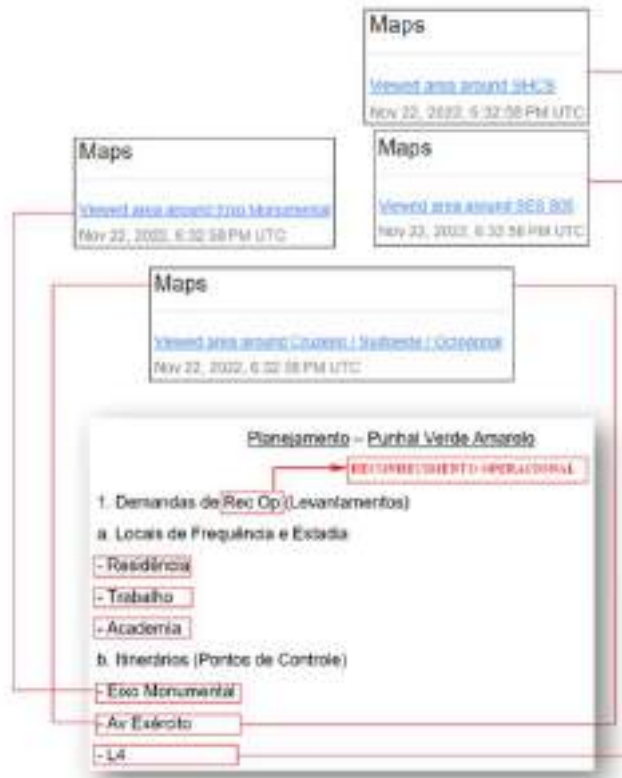 Maps
Viewed area around SHCS
Nov 22, 2022, 6:32:58 PM UTC
Maps
Viewed area around Eixo Monumental
Nov 22, 2022, 6:32:58 PM UTC
Maps
Viewed area around SES 805
Nov 22, 2022, 6:32:58 PM UTC
Maps
Viewed area around Cruzeiro / Sudoeste / Octogonal
Nov 22, 2022, 6:32:58 PM UTC
Planejamento – Punhal Verde Amarelo
RECONHECIMENTO OPERACIONAL
1. Demandas de Rec Op (Levantamentos)
a. Locais de Frequência e Estadia
- Residência
- Trabalho
- Academia
b. Itinerários (Pontos de Controle)
- Eixo Monumental
- Av Exército
- L4